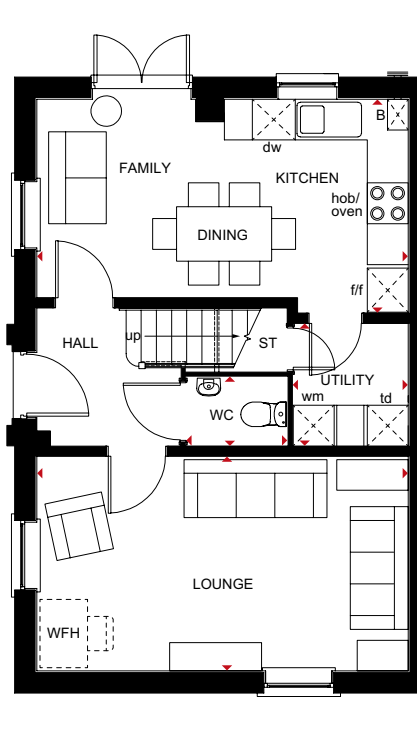 B
dw
FAMILY
KITCHEN
hob/
oven
DINING
f/f
up
HALL
ST
UTILITY
wm
td
WC
LOUNGE
WFH